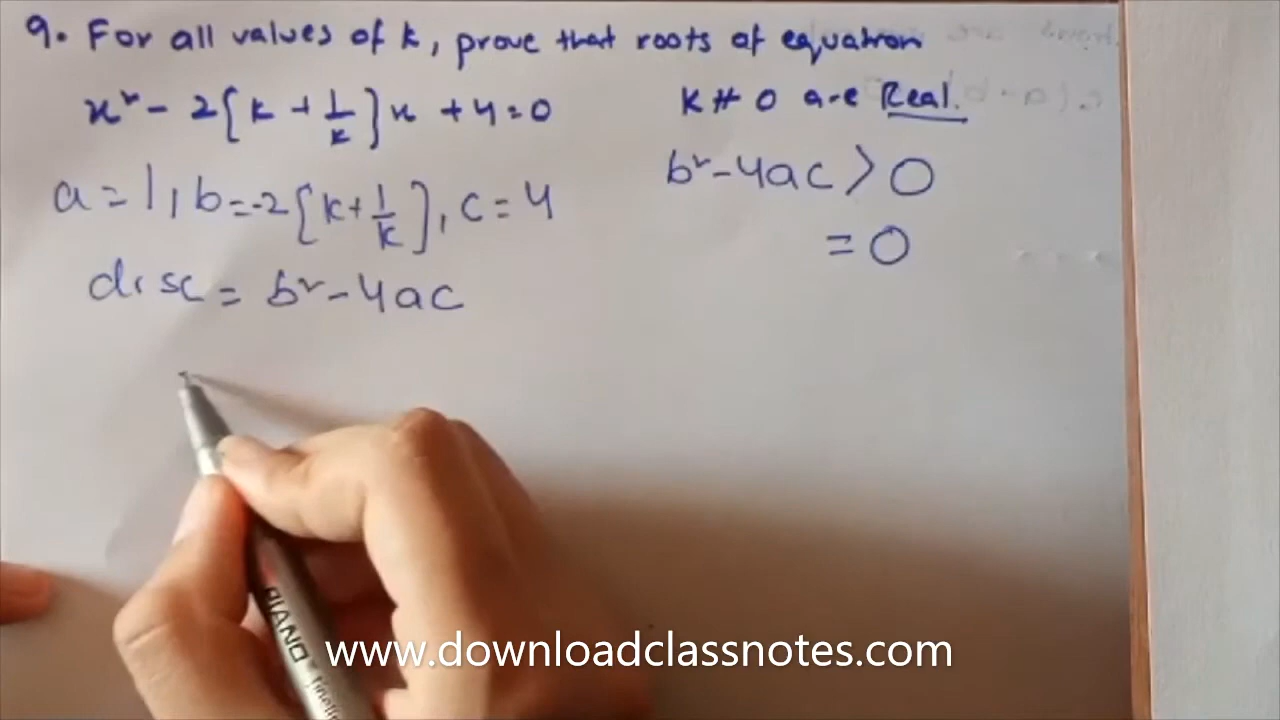 9. For all values of k, prove that roots of equation
x² - 2[k + 1/k]x + 4 = 0 k ≠ 0 are Real.
a = 1, b = -2[k + 1/k], c = 4
b² - 4ac > 0
= 0
disc = b² - 4ac
PIANO
www.downloadclassnotes.com